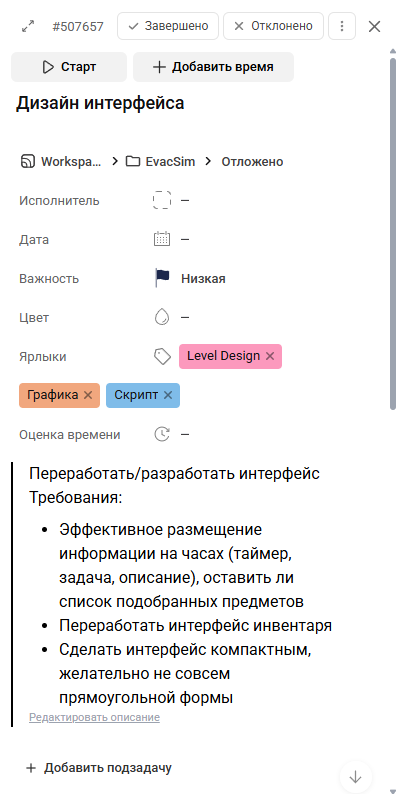 #507657 Завершено Отклонено
Старт Добавить время
Дизайн интерфейса
Workspa... EvacSim Отложено
Исполнитель –
Дата –
Важность Низкая
Цвет –
Ярлыки Level Design
Графика Скрипт
Оценка времени –
Переработать/разработать интерфейс
Требования:
• Эффективное размещение
информации на часах (таймер,
задача, описание), оставить ли
список подобранных предметов
• Переработать интерфейс инвентаря
• Сделать интерфейс компактным,
желательно не совсем
прямоугольной формы
Редактировать описание
+ Добавить подзадачу